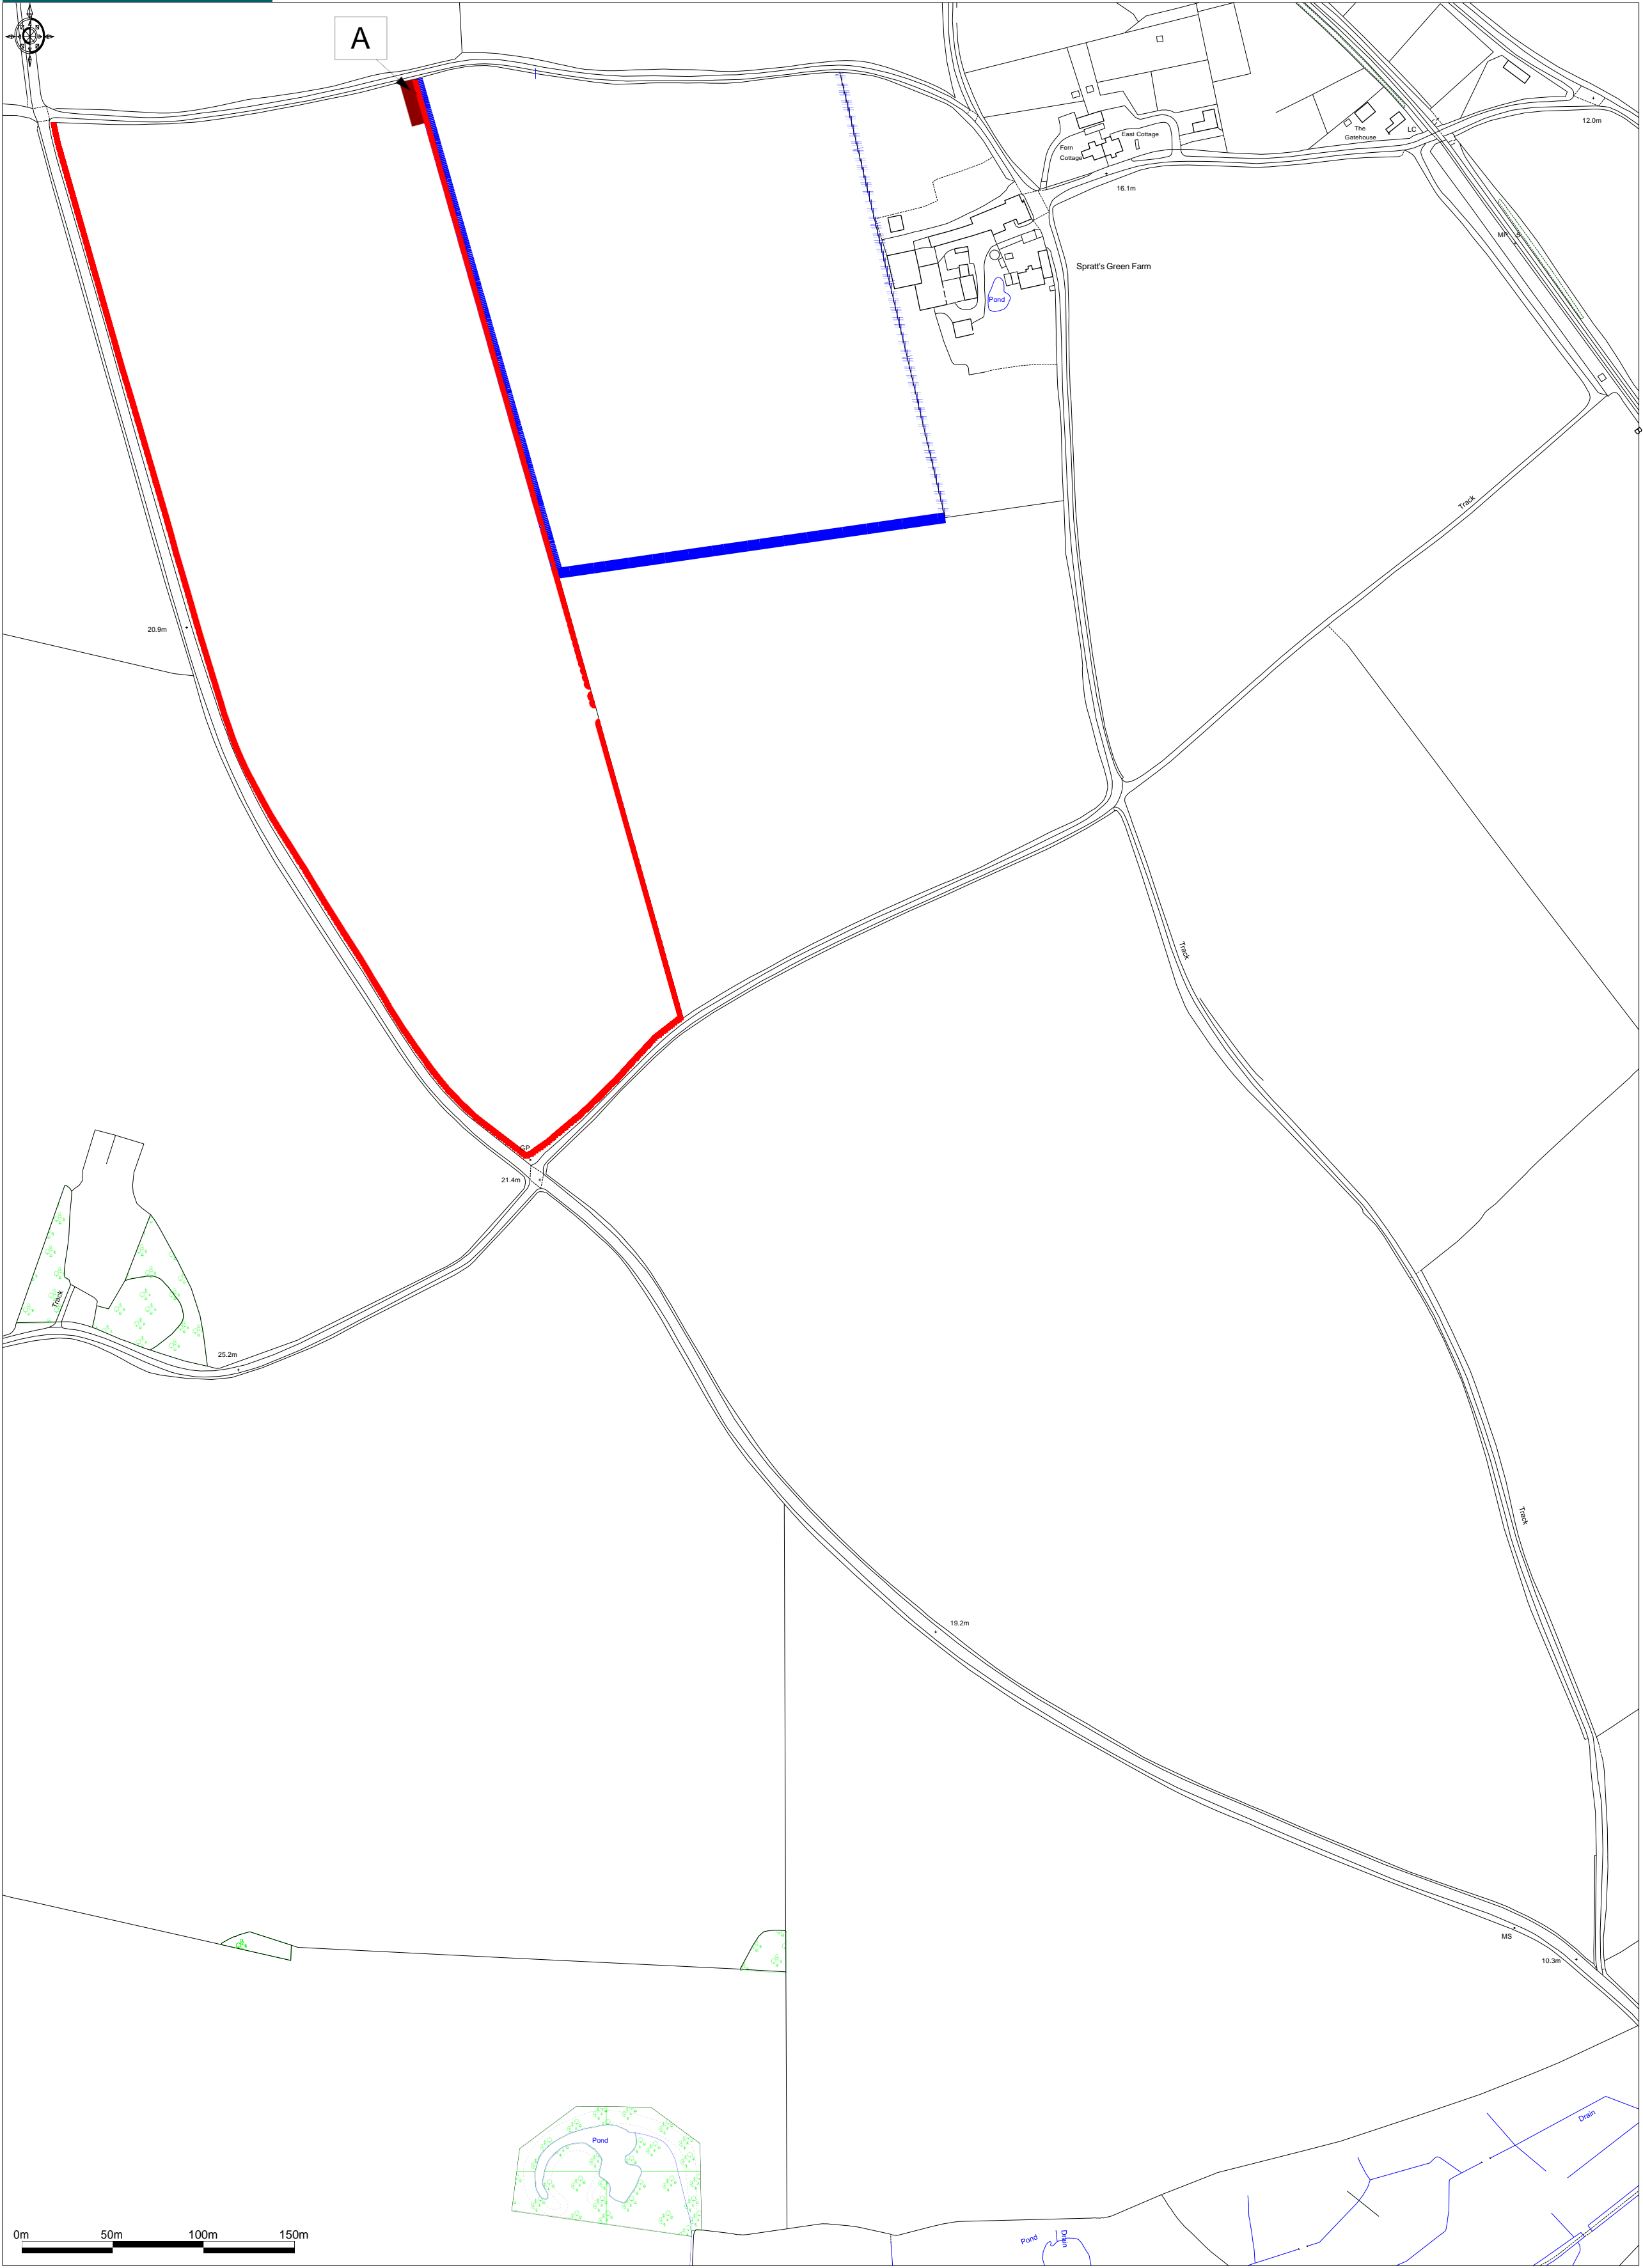 A
12.0m
The
Gatehouse
LC
East Cottage
Fern
Cottage
16.1m
MP
Spratt's Green Farm
Pond
Track
20.9m
Track
GP
21.4m
Track
25.2m
Track
19.2m
MS
10.3m
Pond
Drain
Pond
Drain
0m 50m 100m 150m